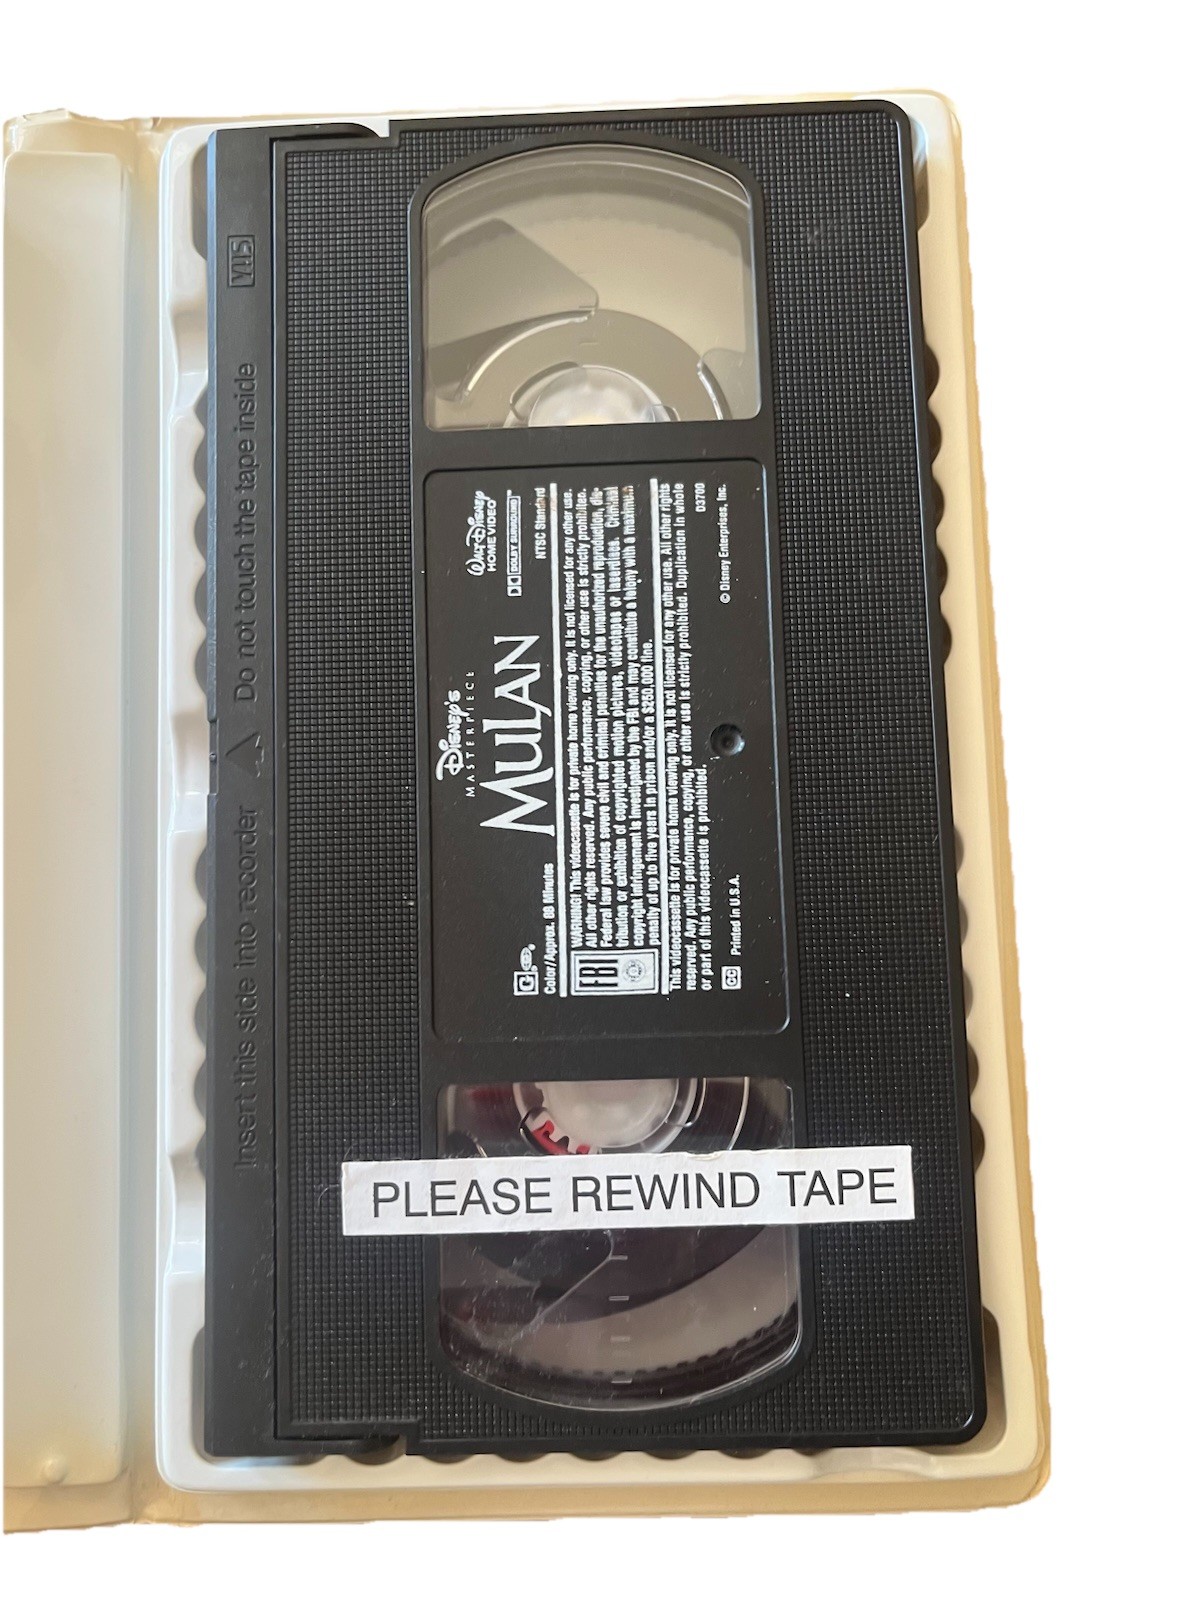 PLEASE REWIND TAPE
Insert this side into recorder
Do not touch the tape inside
V1.5
DISNEY'S
MASTERPIECE
MULAN
WALT DISNEY
HOME VIDEO
DOLBY SURROUND™
G
Color/Approx. 88 Minutes
NTSC Standard
FBI
WARNING! This videocassette is for private home viewing only. It is not licensed for any other use.
All other rights reserved. Any public performance, copying, or other use is strictly prohibited.
Federal law provides severe civil and criminal penalties for the unauthorized reproduction, dis-
tribution or exhibition of copyrighted motion pictures, videotapes or laserdiscs. Criminal
copyright infringement is investigated by the FBI and may constitute a felony with a maximum
penalty of up to five years in prison and/or a $250,000 fine.
This videocassette is for private home viewing only. It is not licensed for any other use. All other rights
reserved. Any public performance, copying, or other use is strictly prohibited. Duplication in whole
or part of this videocassette is prohibited.
D3700
CC
Printed in U.S.A.
© Disney Enterprises, Inc.